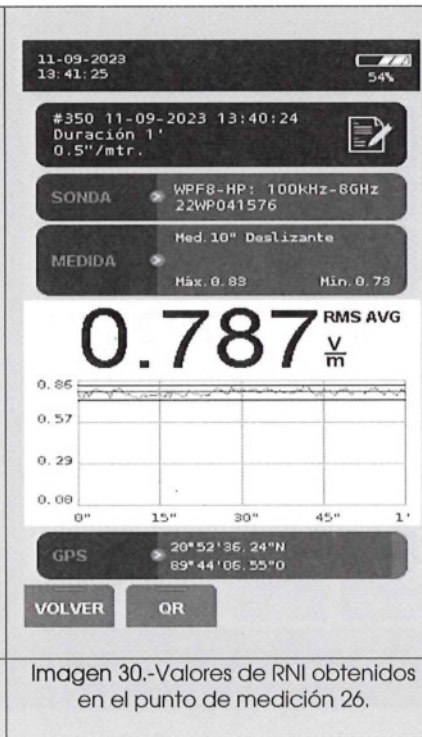 11-09-2023
13:41:25
54%
#350 11-09-2023 13:40:24
Duración 1'
0.5"/mtr.
SONDA
WPF8-HP: 100kHz-8GHz
22WP041576
MEDIDA
Med.10" Deslizante
Máx.0.83 Mín.0.73
0.787 RMS AVG
V/m
0.86
0.57
0.29
0.00
0" 15" 30" 45" 1'
GPS
20°52'36.24"N
89°44'06.55"O
VOLVER QR
Imagen 30.-Valores de RNI obtenidos
en el punto de medición 26.